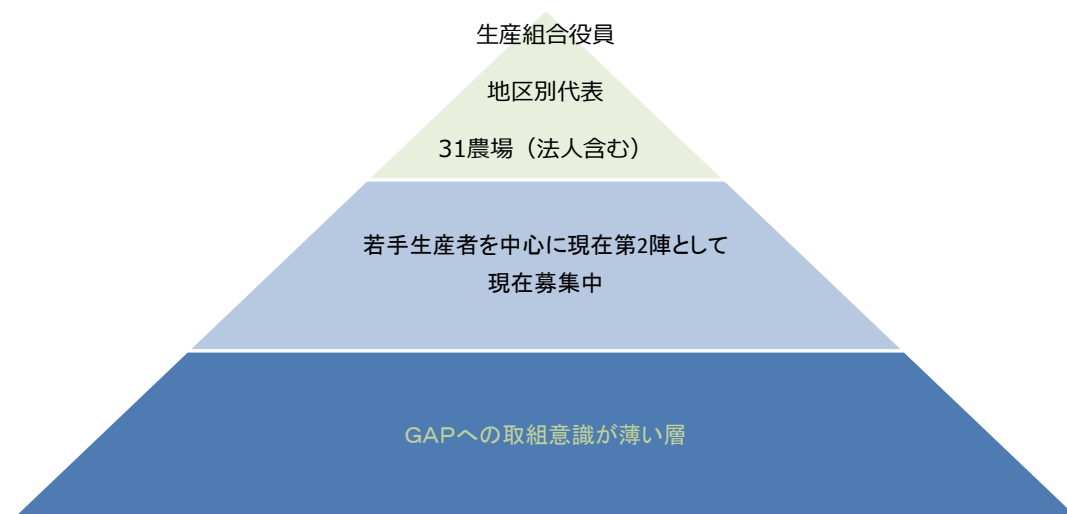 生産組合役員
地区別代表
31農場（法人含む）
若手生産者を中心に現在第2陣として
現在募集中
GAPへの取組意識が薄い層